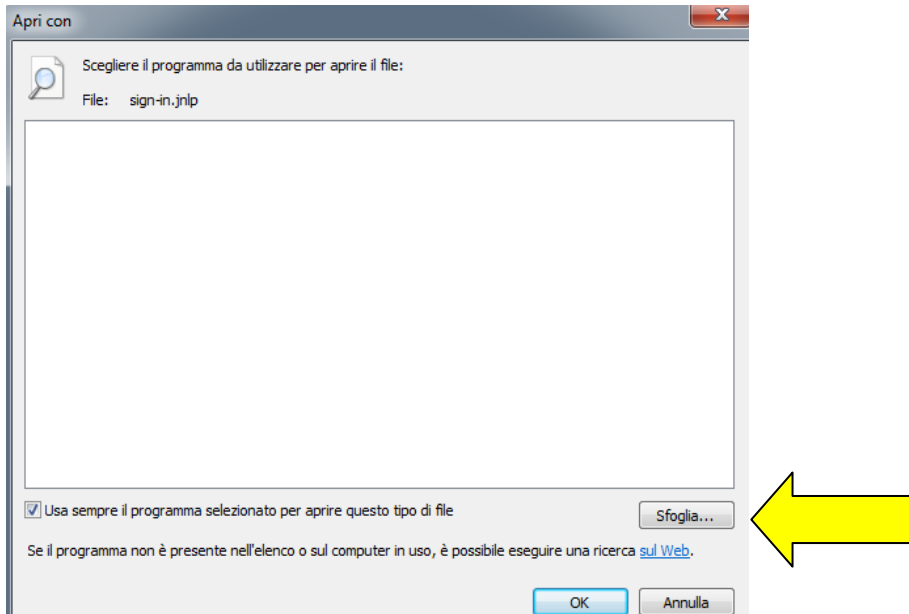 Apri con
X
Scegliere il programma da utilizzare per aprire il file:
File: sign-in.jnlp
Usa sempre il programma selezionato per aprire questo tipo di file
Sfoglia...
Se il programma non è presente nell'elenco o sul computer in uso, è possibile eseguire una ricerca sul Web.
OK Annulla